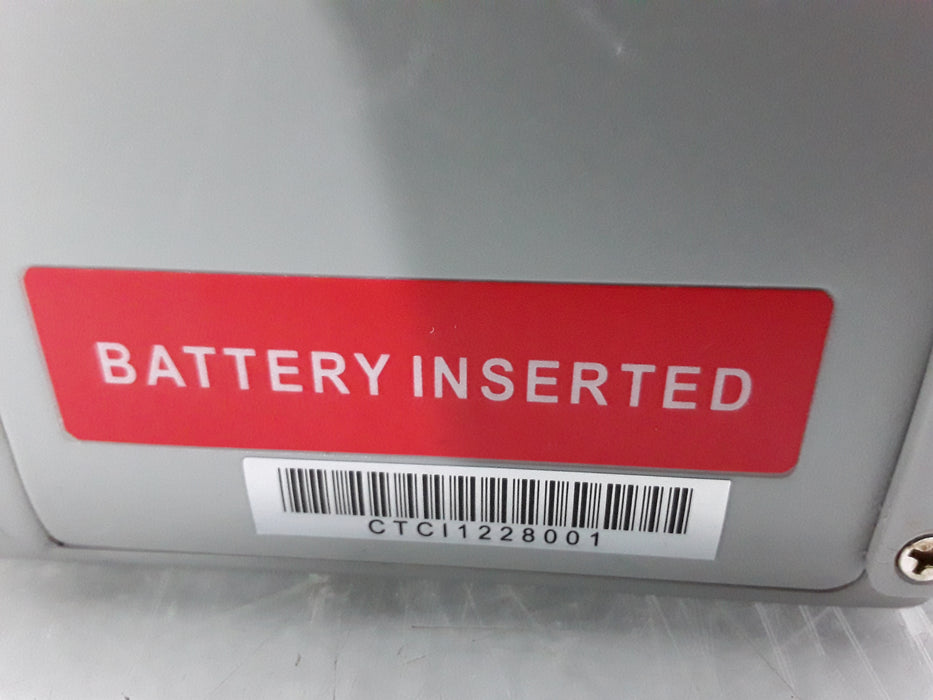 BATTERY INSERTED
CTCI1228001